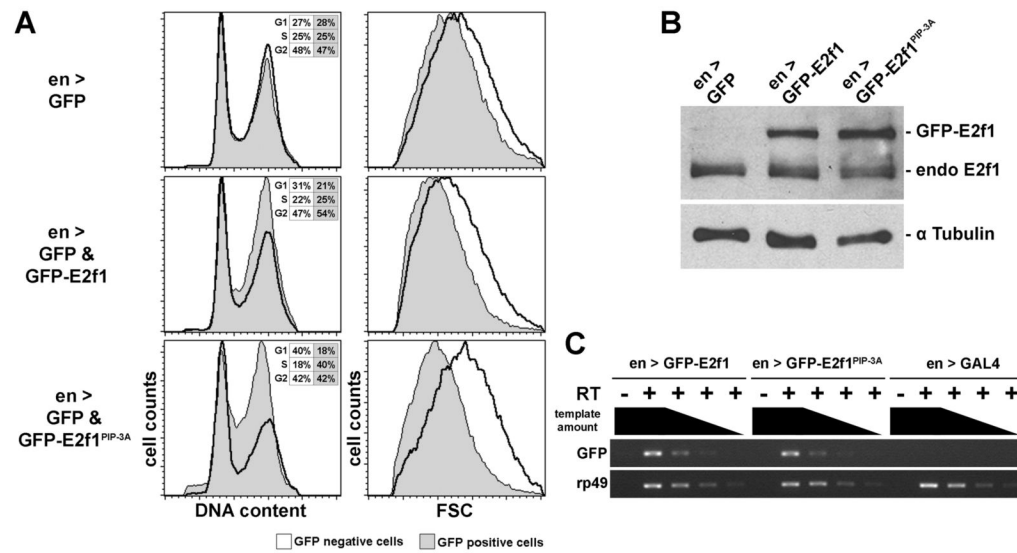 A
en >
GFP
G1 27% 28%
S 25% 25%
G2 48% 47%
en >
GFP &
GFP-E2f1
G1 31% 21%
S 22% 25%
G2 47% 54%
en >
GFP &
GFP-E2f1PIP-3A
G1 40% 18%
S 18% 40%
G2 42% 42%
cell counts
cell counts
DNA content
FSC
GFP negative cells
GFP positive cells
B
en >
GFP
en >
GFP-E2f1
en >
GFP-E2f1PIP-3A
- GFP-E2f1
- endo E2f1
- α Tubulin
C
en > GFP-E2f1
en > GFP-E2f1PIP-3A
en > GAL4
RT - + + + + - + + + + - + + + +
template
amount
GFP
rp49